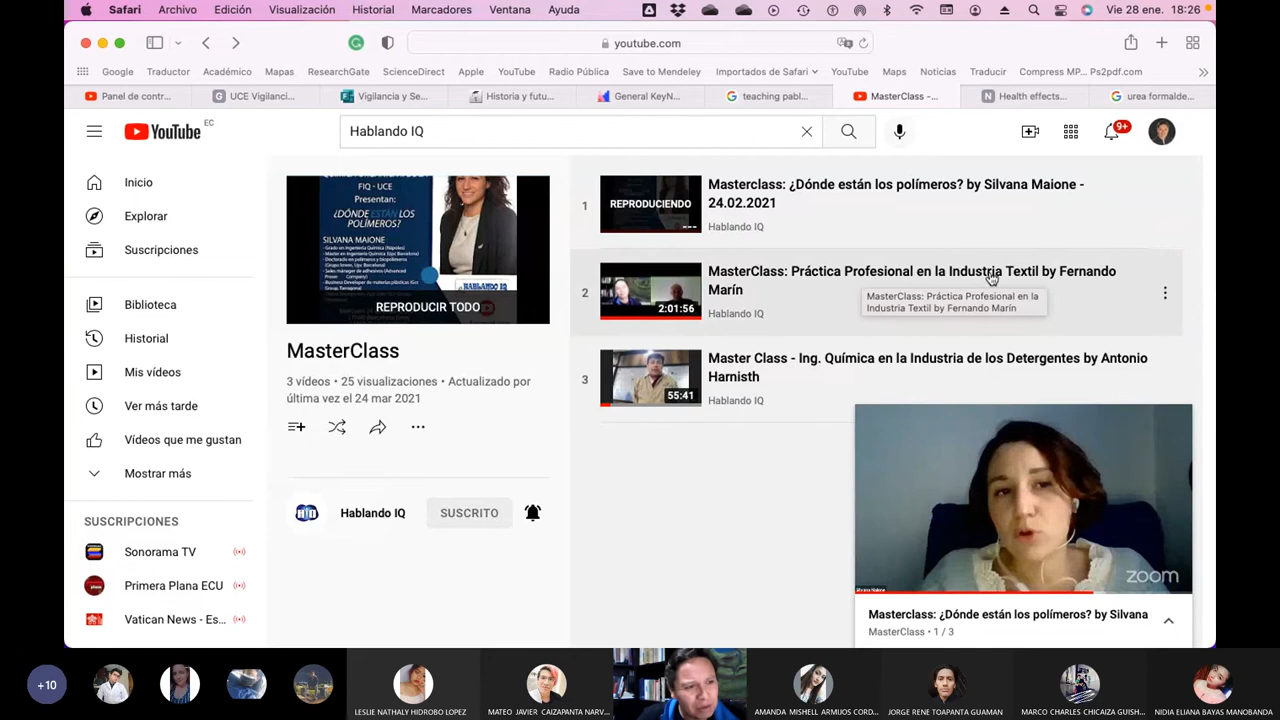 Safari Archivo Edición Visualización Historial Marcadores Ventana Ayuda Vie 28 ene. 18:26
youtube.com
Google Traductor Académico Mapas ResearchGate ScienceDirect Apple YouTube Radio Pública Save to Mendeley Importados de Safari YouTube Maps Noticias Traducir Compress MP... Ps2pdf.com
Panel de contr... UCE Vigilanci... Vigilancia y Se... Historia y futu... General KeyN... teaching pabl... MasterClass -... Health effects... urea formalde...
YouTube EC
Hablando IQ
9+
Inicio
Explorar
Suscripciones
Biblioteca
Historial
Mis vídeos
Ver más tarde
Vídeos que me gustan
Mostrar más
SUSCRIPCIONES
Sonorama TV
Primera Plana ECU
Vatican News - Es...
FIQ - UCE
Presentan:
¿DÓNDE ESTÁN LOS
POLÍMEROS?
SILVANA MAIONE
REPRODUCIR TODO
MasterClass
3 vídeos • 25 visualizaciones • Actualizado por
última vez el 24 mar 2021
Hablando IQ SUSCRITO
1
REPRODUCIENDO
Masterclass: ¿Dónde están los polímeros? by Silvana Maione -
24.02.2021
Hablando IQ
2
2:01:56
MasterClass: Práctica Profesional en la Industria Textil by Fernando
Marín
Hablando IQ
MasterClass: Práctica Profesional en la
Industria Textil by Fernando Marín
3
55:41
Master Class - Ing. Química en la Industria de los Detergentes by Antonio
Harnisth
Hablando IQ
zoom
Masterclass: ¿Dónde están los polímeros? by Silvana
MasterClass • 1 / 3
+10
LESLIE NATHALY HIDROBO LOPEZ
MATEO JAVIER CAIZAPANTA NARV...
AMANDA MISHELL ARMIJOS CORD...
JORGE RENE TOAPANTA GUAMAN
MARCO CHARLES CHICAIZA GUISH...
NIDIA ELIANA BAYAS MANOBANDA